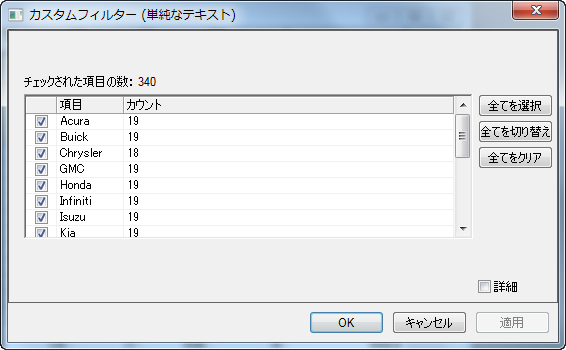 カスタムフィルター (単純なテキスト)
チェックされた項目の数: 340
項目 カウント
Acura 19
Buick 19
Chrysler 18
GMC 19
Honda 19
Infiniti 19
Isuzu 19
Kia 19
全てを選択
全てを切り替え
全てをクリア
詳細
OK キャンセル 適用